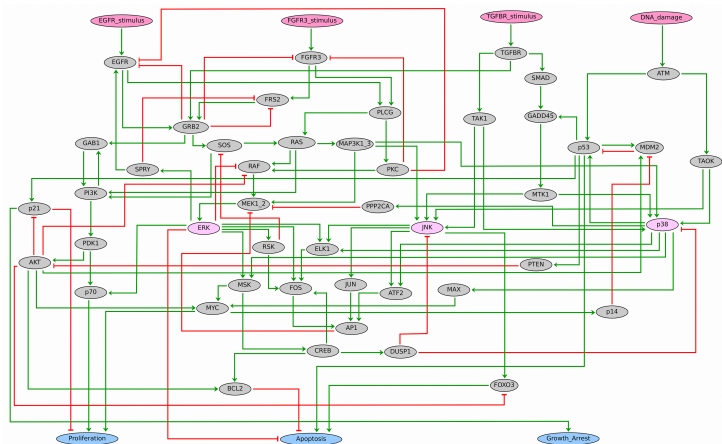 EGFR_stimulus
FGFR3_stimulus
TGFBR_stimulus
DNA_damage
EGFR
FGFR3
TGFBR
SMAD
ATM
FRS2
PLCG
GADD45
TAK1
GRB2
GAB1
SOS
RAS
MAP3K1_3
p53
MDM2
TAOK
SPRY
RAF
PKC
PI3K
MTK1
p21
MEK1_2
PPP2CA
ERK
JNK
p38
PDK1
RSK
ELK1
AKT
PTEN
p70
MSK
FOS
JUN
ATF2
MAX
MYC
p14
AP1
CREB
DUSP1
BCL2
FOXO3
Proliferation
Apoptosis
Growth_Arrest